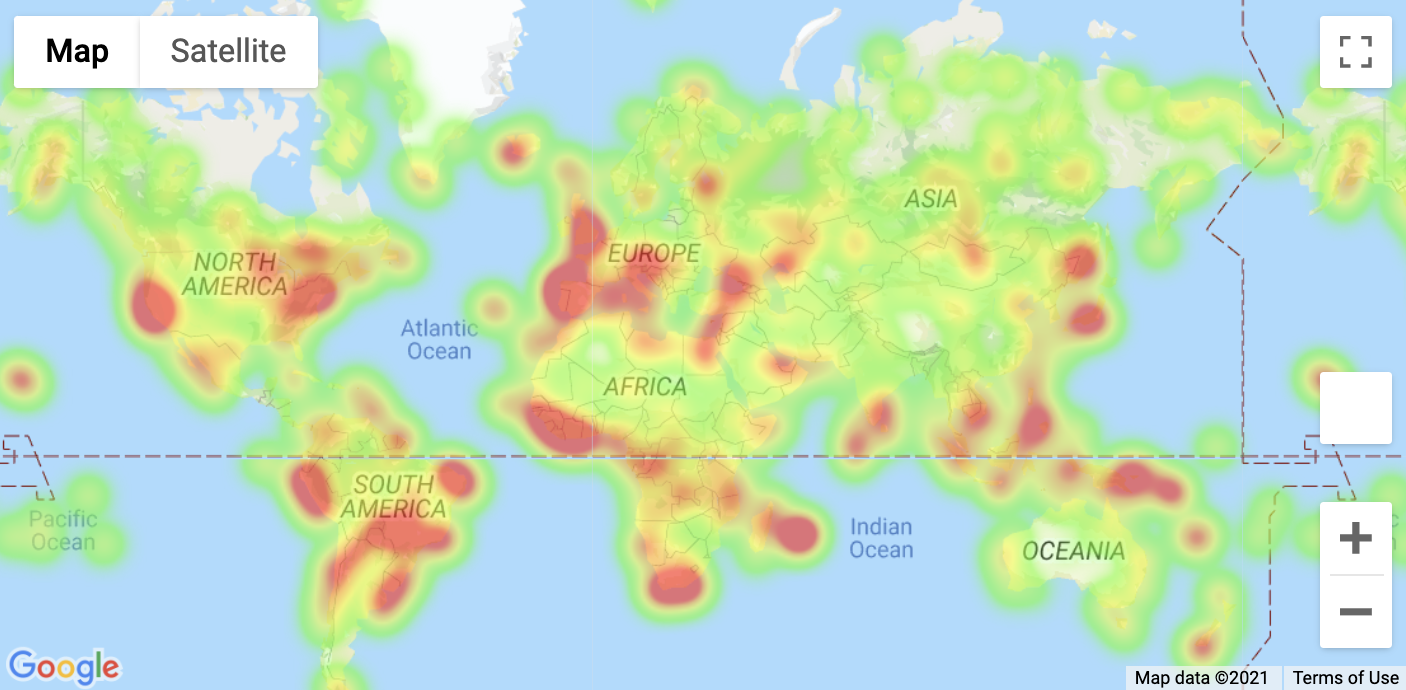 Map Satellite
ASIA
EUROPE
NORTH
AMERICA
Atlantic
Ocean
AFRICA
SOUTH
AMERICA
Pacific
Ocean
Indian
Ocean
OCEANIA
Google
Map data ©2021 Terms of Use